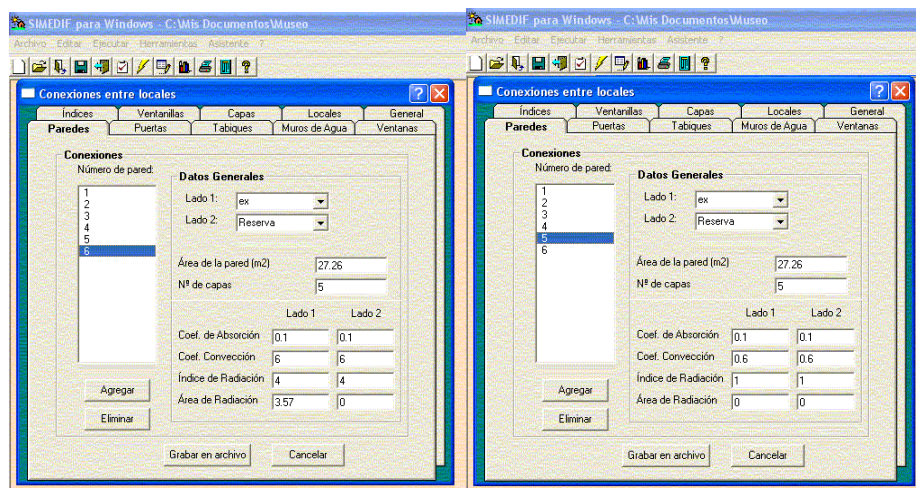 SIMEDIF para Windows - C:\Mis Documentos\Museo
Archivo Editar Ejecutar Herramientas Asistente ?
Conexiones entre locales
Índices Ventanillas Capas Locales General
Paredes Puertas Tabiques Muros de Agua Ventanas
Conexiones
Número de pared:
1
2
3
4
5
6
Datos Generales
Lado 1: ex
Lado 2: Reserva
Área de la pared (m2) 27.26
Nº de capas 5
Lado 1 Lado 2
Coef. de Absorción 0.1 0.1
Coef. Convección 6 6
Índice de Radiación 4 4
Área de Radiación 3.57 0
Agregar
Eliminar
Grabar en archivo Cancelar
SIMEDIF para Windows - C:\Mis Documentos\Museo
Archivo Editar Ejecutar Herramientas Asistente ?
Conexiones entre locales
Índices Ventanillas Capas Locales General
Paredes Puertas Tabiques Muros de Agua Ventanas
Conexiones
Número de pared:
1
2
3
4
5
6
Datos Generales
Lado 1: ex
Lado 2: Reserva
Área de la pared (m2) 27.26
Nº de capas 5
Lado 1 Lado 2
Coef. de Absorción 0.1 0.1
Coef. Convección 0.6 0.6
Índice de Radiación 1 1
Área de Radiación 0 0
Agregar
Eliminar
Grabar en archivo Cancelar